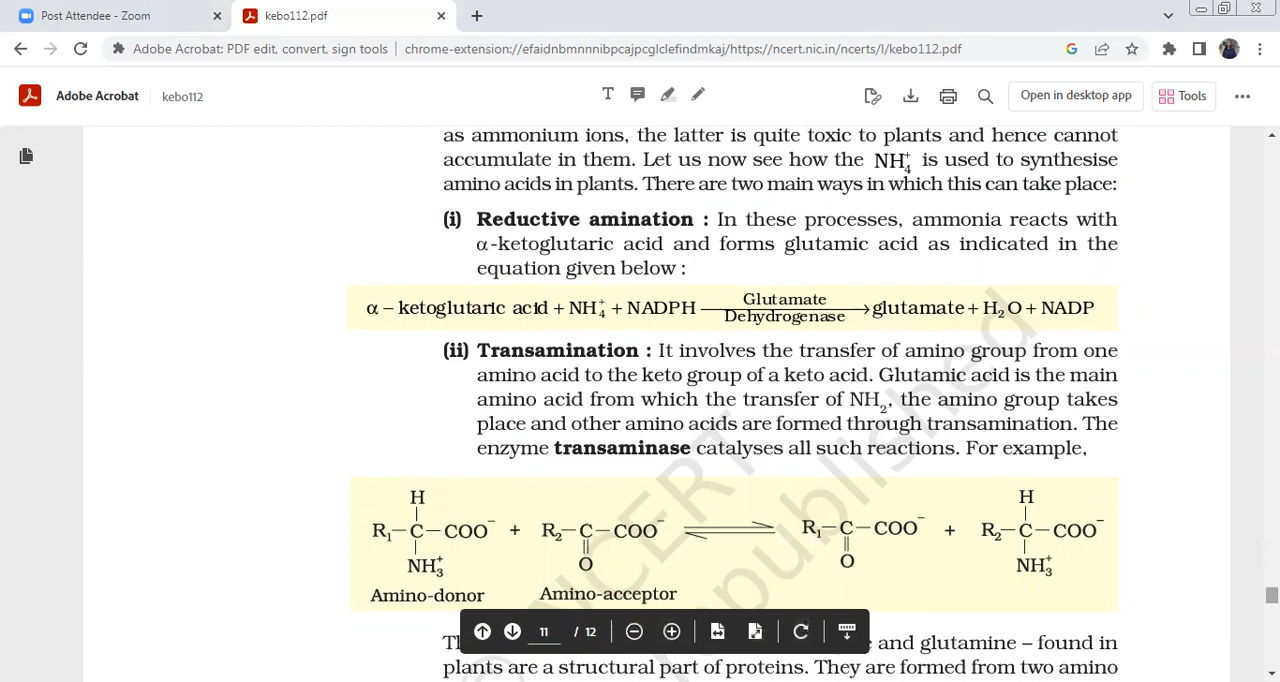 Post Attendee - Zoom
kebo112.pdf
Adobe Acrobat: PDF edit, convert, sign tools | chrome-extension://efaidnbmnnnibpcajpcglclefindmkaj/https://ncert.nic.in/ncerts/l/kebo112.pdf
Adobe Acrobat kebo112 Open in desktop app Tools
as ammonium ions, the latter is quite toxic to plants and hence cannot
accumulate in them. Let us now see how the NH₄⁺ is used to synthesise
amino acids in plants. There are two main ways in which this can take place:
(i) Reductive amination : In these processes, ammonia reacts with
α-ketoglutaric acid and forms glutamic acid as indicated in the
equation given below :
α – ketoglutaric acid + NH₄⁺ + NADPH Glutamate Dehydrogenase → glutamate + H₂O + NADP
(ii) Transamination : It involves the transfer of amino group from one
amino acid to the keto group of a keto acid. Glutamic acid is the main
amino acid from which the transfer of NH₂, the amino group takes
place and other amino acids are formed through transamination. The
enzyme transaminase catalyses all such reactions. For example,
H H
R₁–C–COO⁻ + R₂–C–COO⁻ ⇌ R₁–C–COO⁻ + R₂–C–COO⁻
NH₃⁺ O O NH₃⁺
Amino-donor Amino-acceptor
11 / 12
and glutamine – found in
plants are a structural part of proteins. They are formed from two amino
NCERT
republished